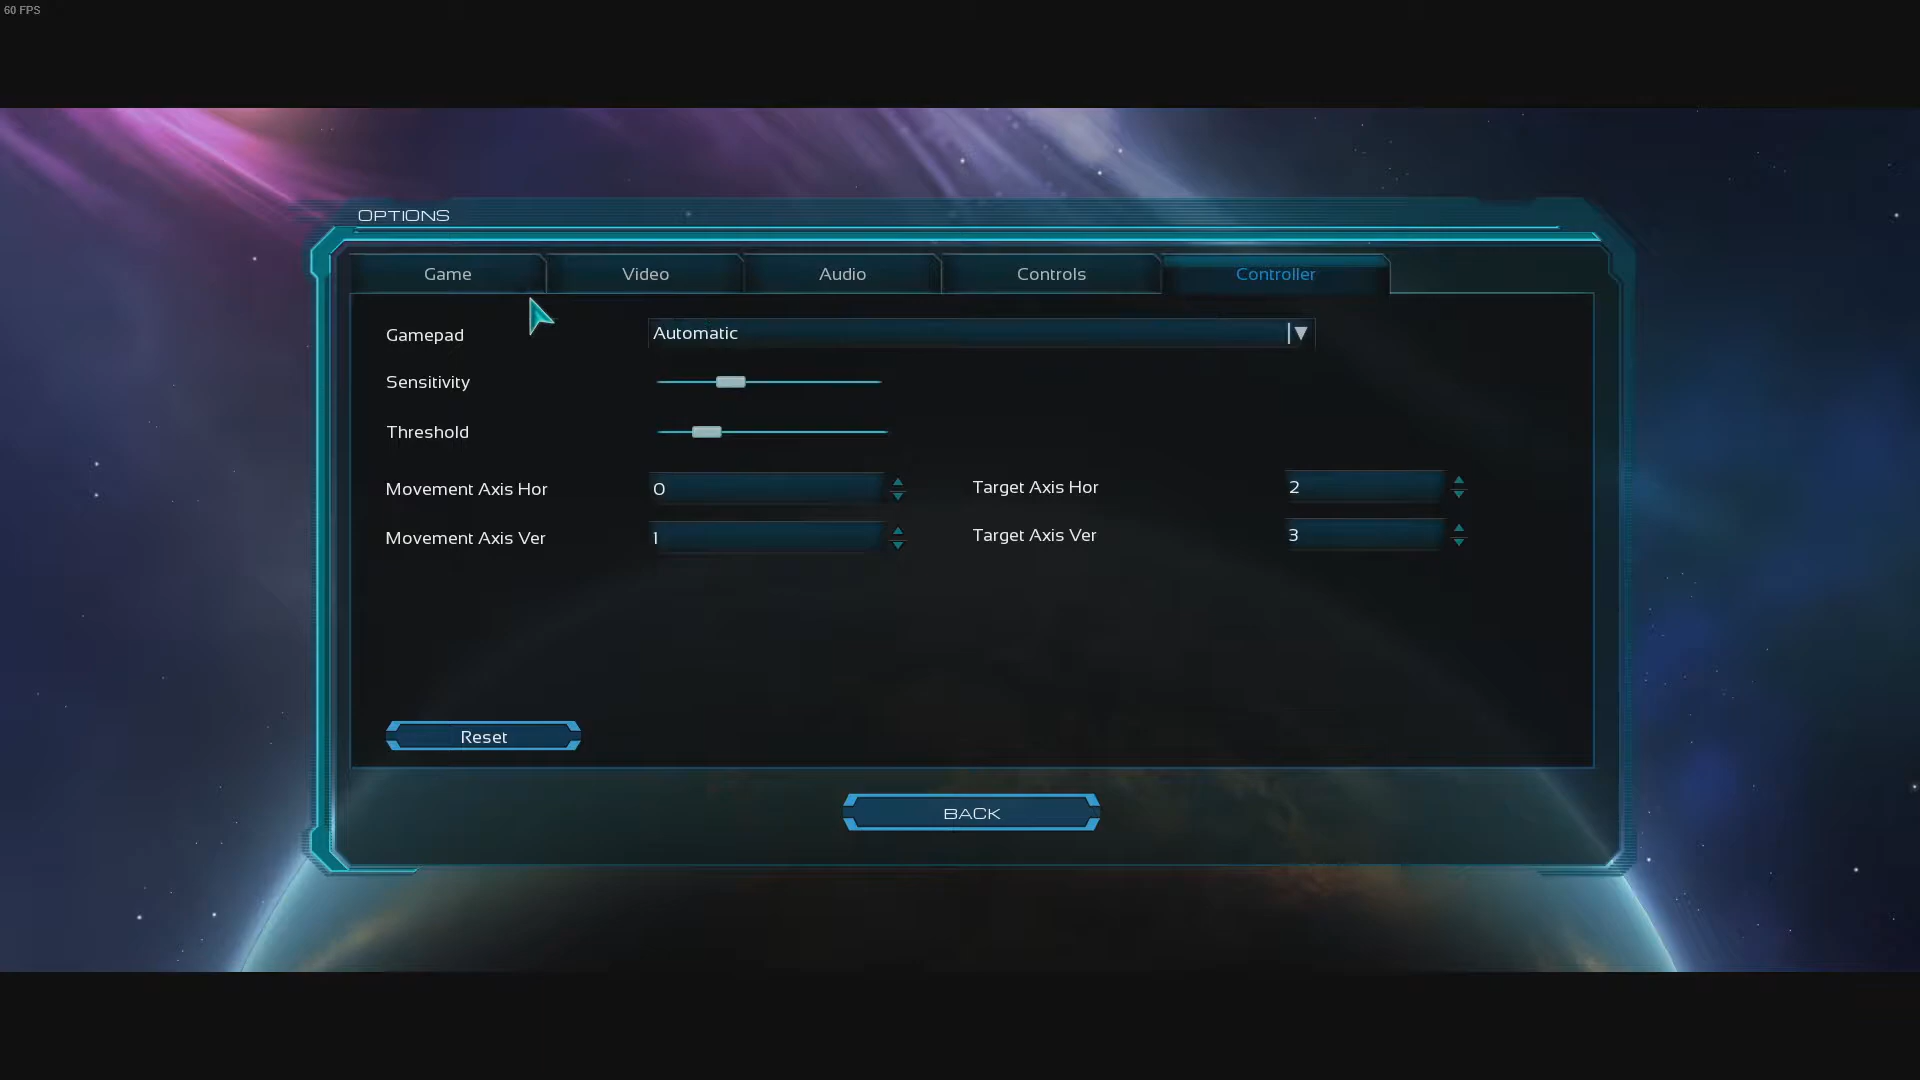 60 FPS
OPTIONS
Game Video Audio Controls Controller
Gamepad Automatic
Sensitivity
Threshold
Movement Axis Hor 0 Target Axis Hor 2
Movement Axis Ver 1 Target Axis Ver 3
Reset
BACK